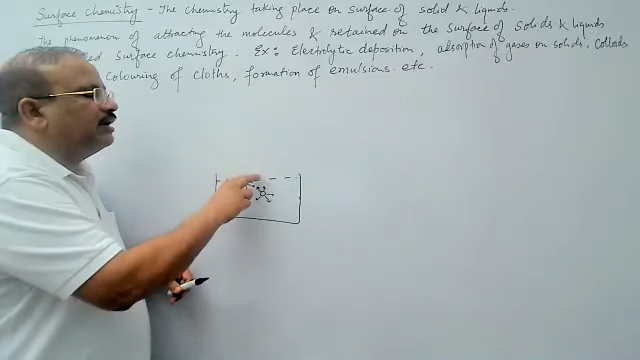 Surface Chemistry - The Chemistry taking place on surface of solid & liquids.
The phenomenon of attracting the molecules & retained on the surface of solids & liquids
Surface chemistry. Ex: Electrolytic deposition, absorption of gases on solids, Colloids
Colouring of cloths, formation of emulsions. etc.